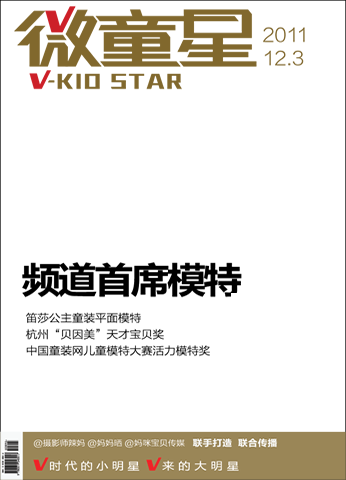 微童星
V-KID STAR
2011
12.3
频道首席模特
笛莎公主童装平面模特
杭州“贝因美”天才宝贝奖
中国童装网儿童模特大赛活力模特奖
@摄影师辣妈 @妈妈晒 @妈咪宝贝传媒 联手打造 联合传播
V时代的小明星 V来的大明星